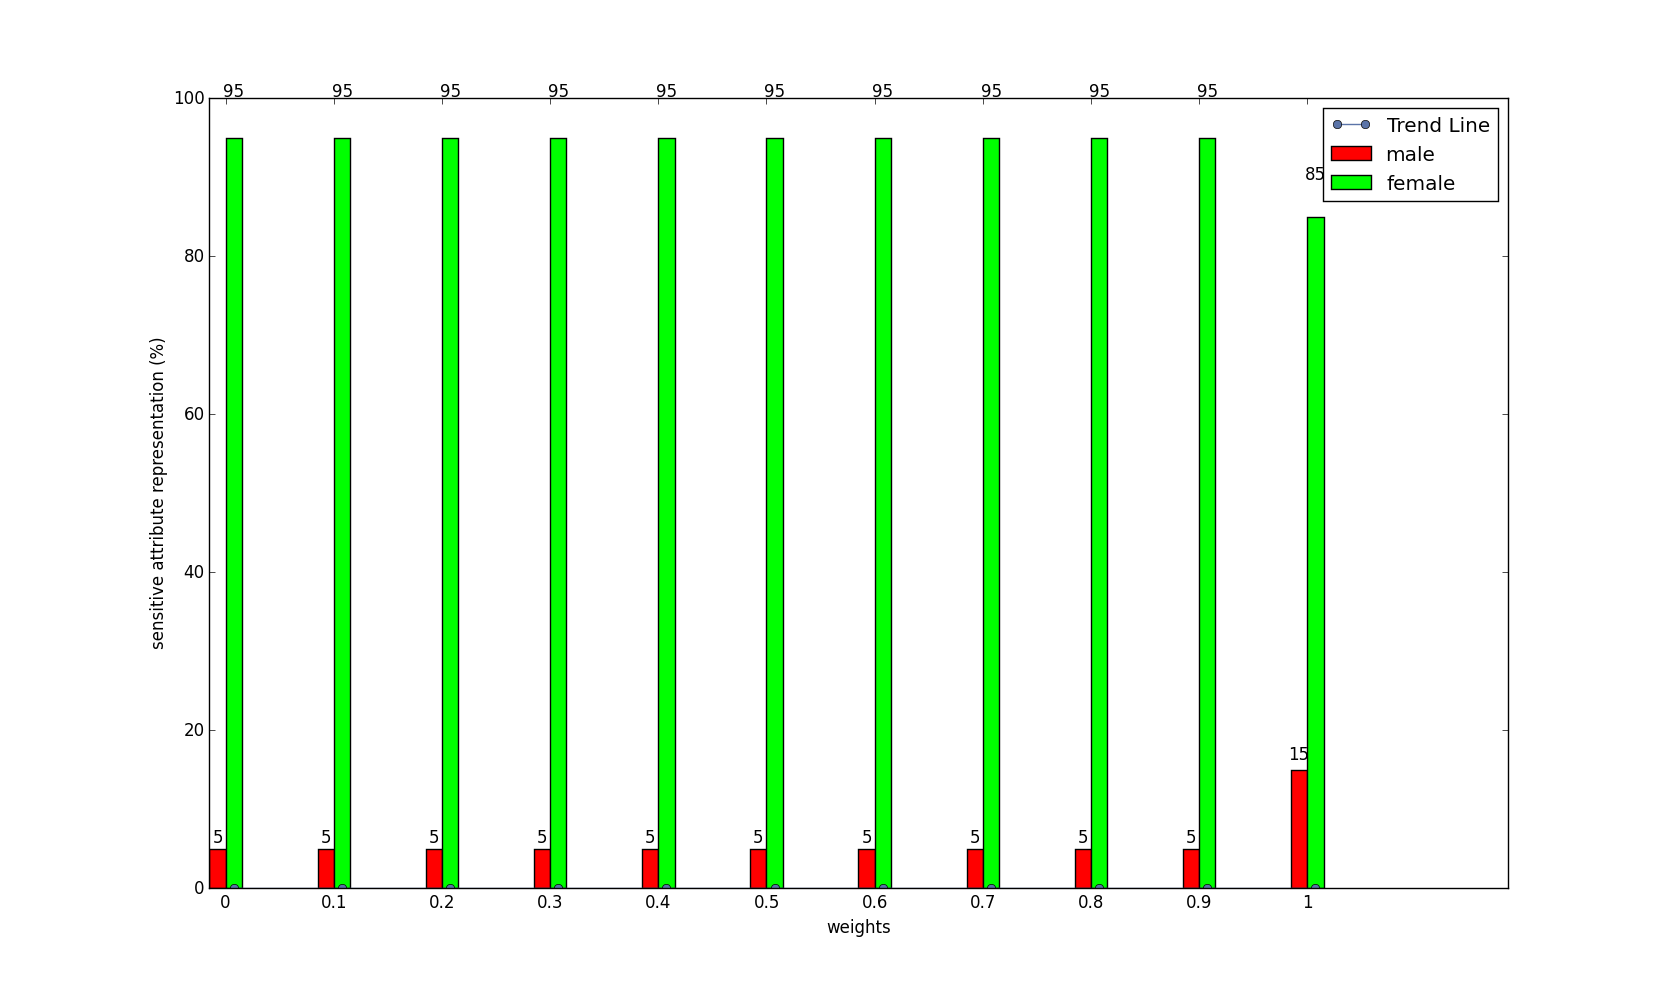 95 95 95 95 95 95 95 95 95 95
100
Trend Line
male
85
female
80
sensitive attribute representation (%)
60
40
20
15
5 5 5 5 5 5 5 5 5 5
0
0 0.1 0.2 0.3 0.4 0.5 0.6 0.7 0.8 0.9 1
weights